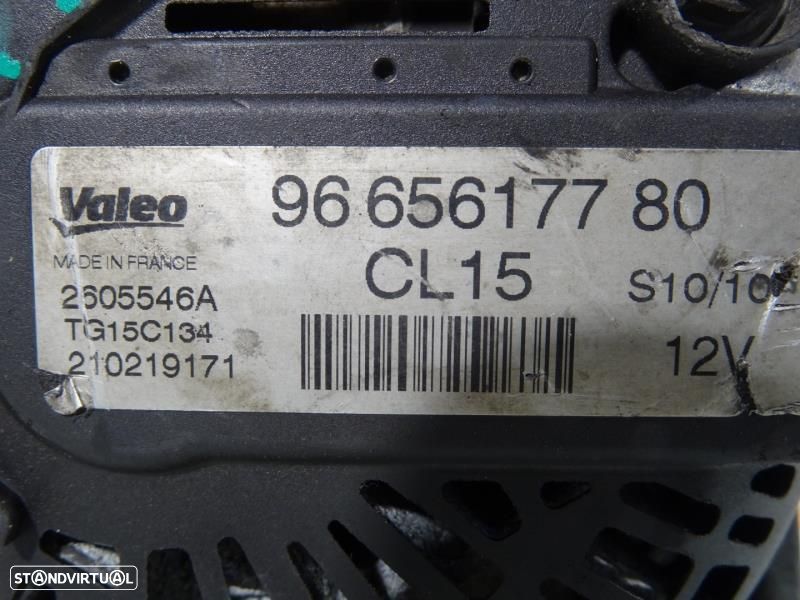 Valeo
96 656177 80
MADE IN FRANCE
CL15
2605546A
S10/10
TG15C134
210219171
12V
STANDVIRTUAL